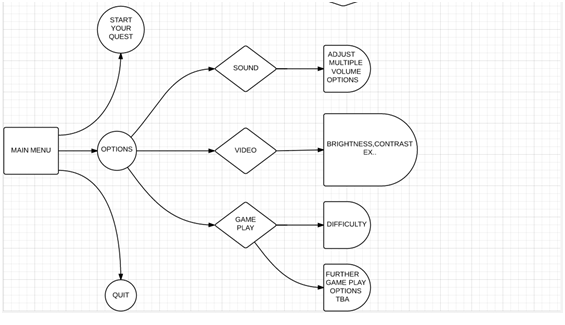 START
YOUR
QUEST
MAIN MENU
OPTIONS
QUIT
SOUND
VIDEO
GAME
PLAY
ADJUST
MULTIPLE
VOLUME
OPTIONS
BRIGHTNESS,CONTRAST
EX..
DIFFICULTY
FURTHER
GAME PLAY
OPTIONS
TBA